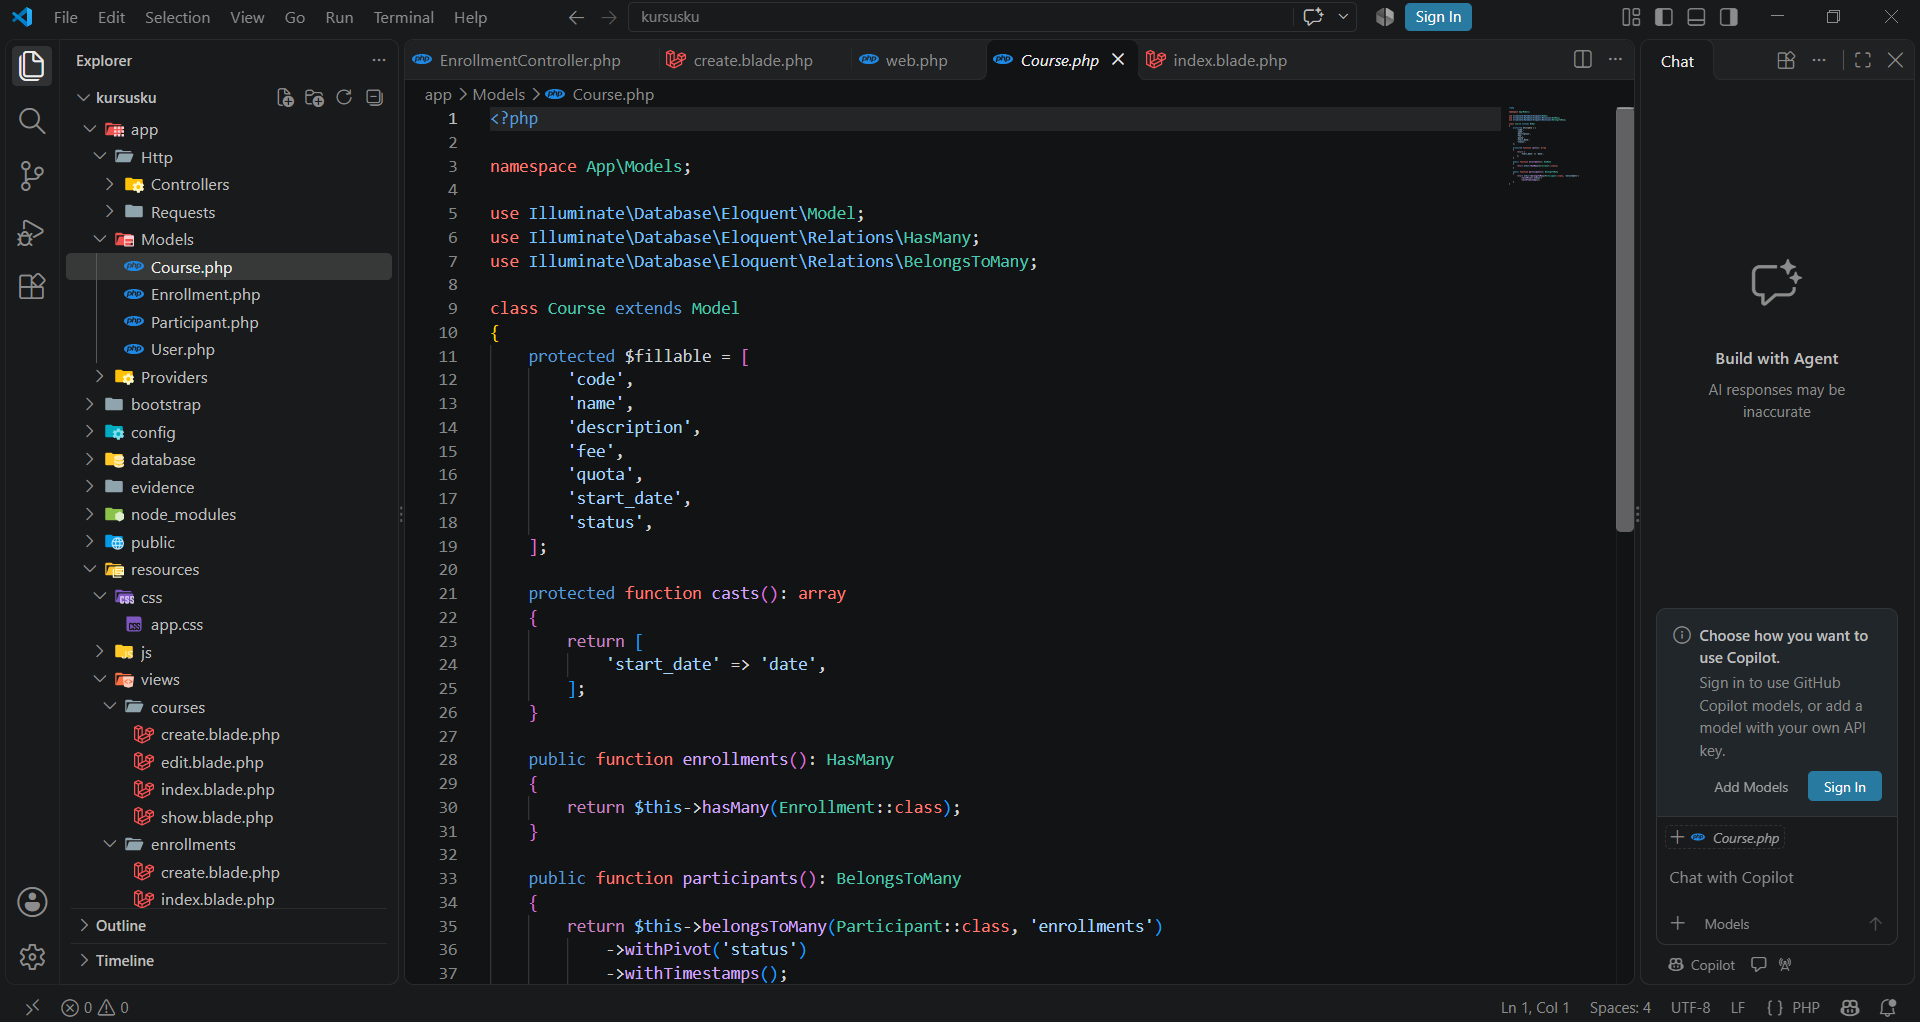 File Edit Selection View Go Run Terminal Help
kursusku
Sign In
Explorer
kursusku
app
Http
Controllers
Requests
Models
Course.php
Enrollment.php
Participant.php
User.php
Providers
bootstrap
config
database
evidence
node_modules
public
resources
css
app.css
js
views
courses
create.blade.php
edit.blade.php
index.blade.php
show.blade.php
enrollments
create.blade.php
index.blade.php
Outline
Timeline
EnrollmentController.php create.blade.php web.php Course.php index.blade.php
app > Models > Course.php
1 <?php
2
3 namespace App\Models;
4
5 use Illuminate\Database\Eloquent\Model;
6 use Illuminate\Database\Eloquent\Relations\HasMany;
7 use Illuminate\Database\Eloquent\Relations\BelongsToMany;
8
9 class Course extends Model
10 {
11     protected $fillable = [
12         'code',
13         'name',
14         'description',
15         'fee',
16         'quota',
17         'start_date',
18         'status',
19     ];
20
21     protected function casts(): array
22     {
23         return [
24             'start_date' => 'date',
25         ];
26     }
27
28     public function enrollments(): HasMany
29     {
30         return $this->hasMany(Enrollment::class);
31     }
32
33     public function participants(): BelongsToMany
34     {
35         return $this->belongsToMany(Participant::class, 'enrollments')
36             ->withPivot('status')
37             ->withTimestamps();
Chat
Build with Agent
AI responses may be
inaccurate
Choose how you want to
use Copilot.
Sign in to use GitHub
Copilot models, or add a
model with your own API
key.
Add Models Sign In
Course.php
Chat with Copilot
Models
Copilot
0 0
Ln 1, Col 1 Spaces: 4 UTF-8 LF { } PHP